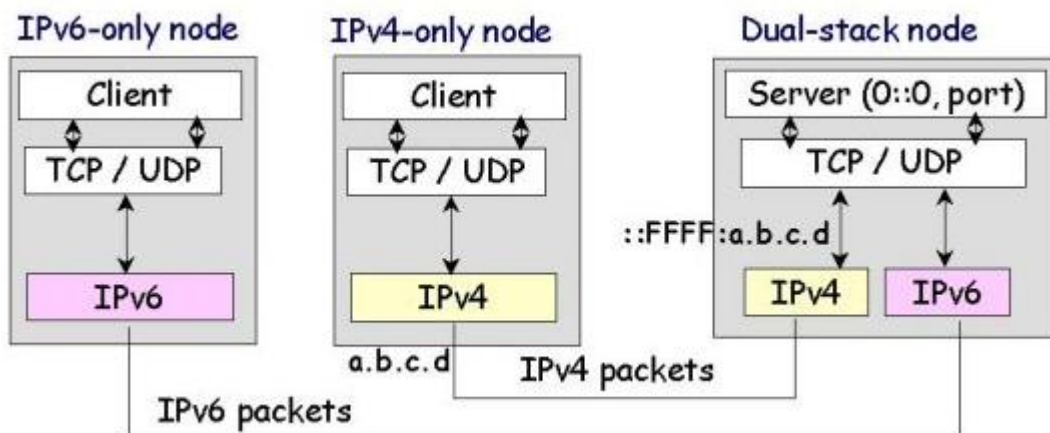 IPv6-only node
IPv4-only node
Dual-stack node
Client
Client
Server (0::0, port)
TCP / UDP
TCP / UDP
TCP / UDP
::FFFF:a.b.c.d
IPv6
IPv4
IPv4
IPv6
a.b.c.d
IPv4 packets
IPv6 packets